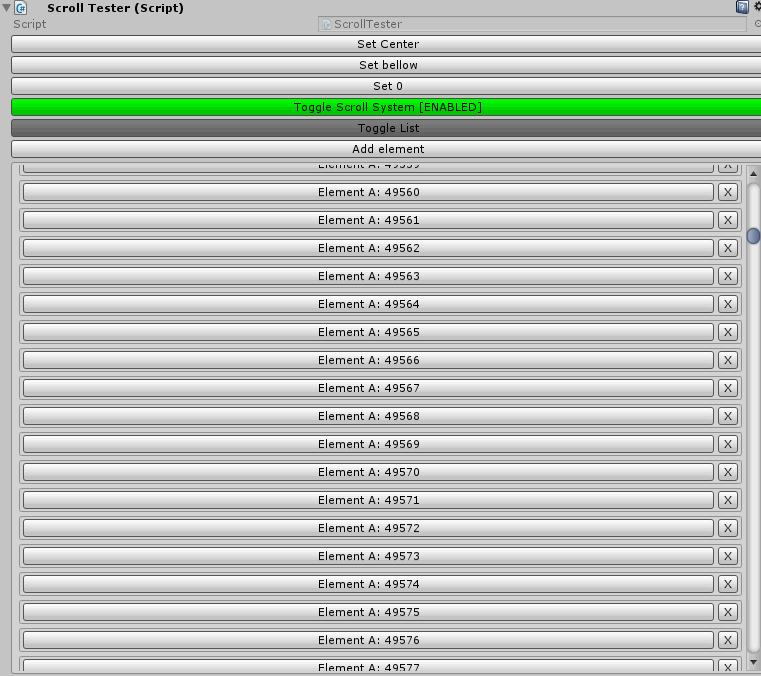 Scroll Tester (Script)
Script ScrollTester
Set Center
Set bellow
Set 0
Toggle Scroll System [ENABLED]
Toggle List
Add element
Element A: 49559 X
Element A: 49560 X
Element A: 49561 X
Element A: 49562 X
Element A: 49563 X
Element A: 49564 X
Element A: 49565 X
Element A: 49566 X
Element A: 49567 X
Element A: 49568 X
Element A: 49569 X
Element A: 49570 X
Element A: 49571 X
Element A: 49572 X
Element A: 49573 X
Element A: 49574 X
Element A: 49575 X
Element A: 49576 X
Element A: 49577 X